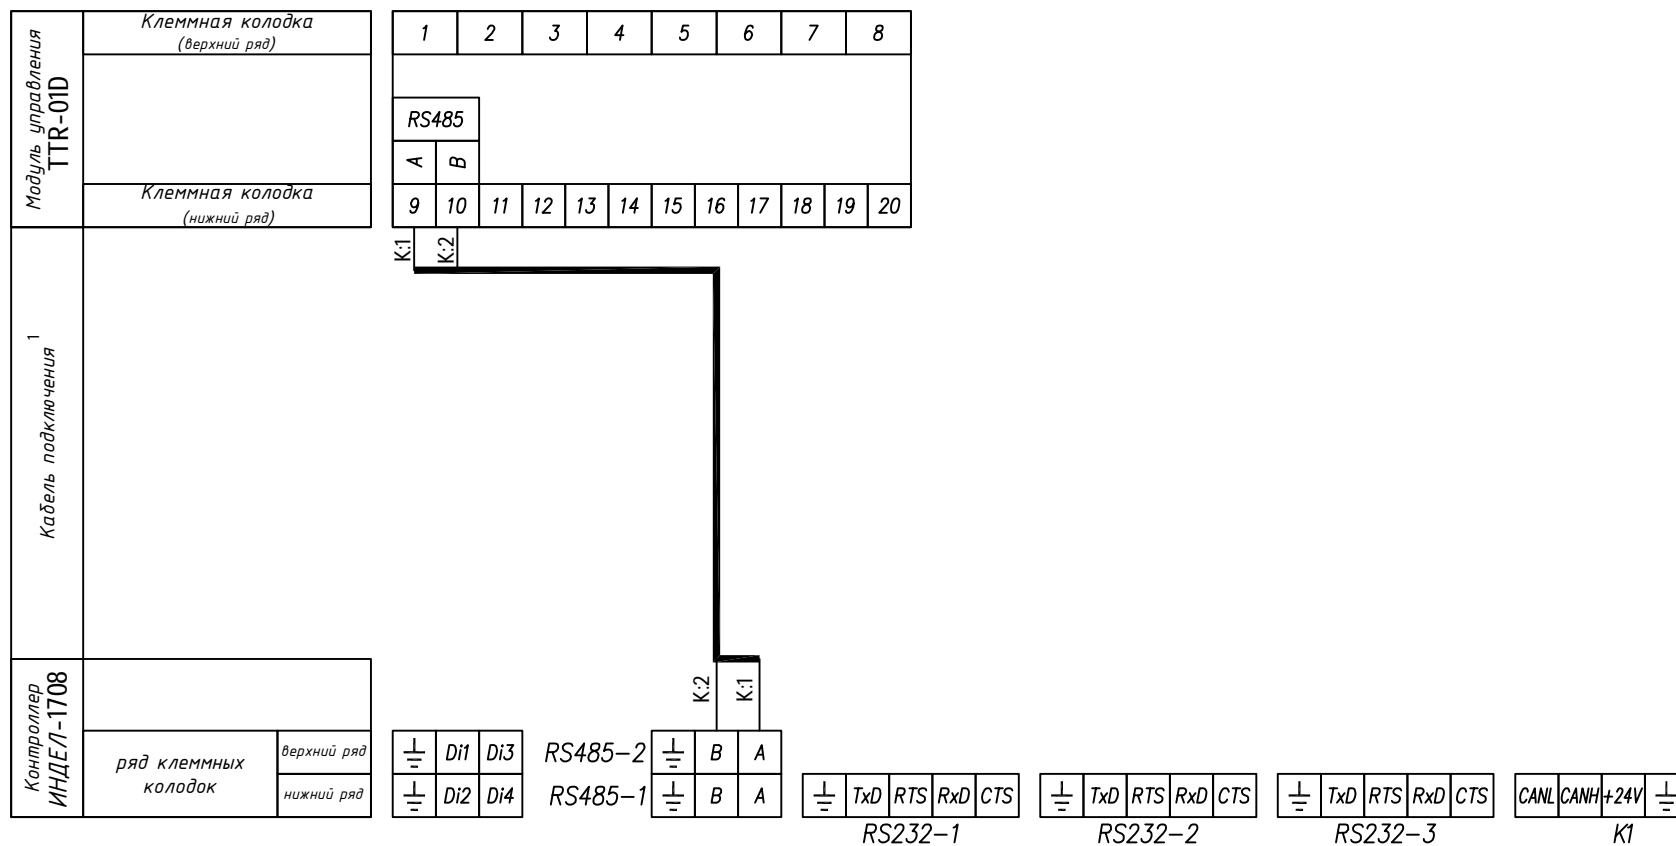 Модуль управления
TTR-01D
Клеммная колодка
(верхний ряд)
Клеммная колодка
(нижний ряд)
1 2 3 4 5 6 7 8
RS485
A B
9 10 11 12 13 14 15 16 17 18 19 20
K:1 K:2
Кабель подключения 1
K:2 K:1
Контроллер
ИНДЕЛ-1708
ряд клеммных
колодок
верхний ряд
нижний ряд
Di1 Di3 RS485-2 B A
Di2 Di4 RS485-1 B A
TxD RTS RxD CTS
TxD RTS RxD CTS
TxD RTS RxD CTS
CANL CANH +24V
RS232-1 RS232-2 RS232-3 K1